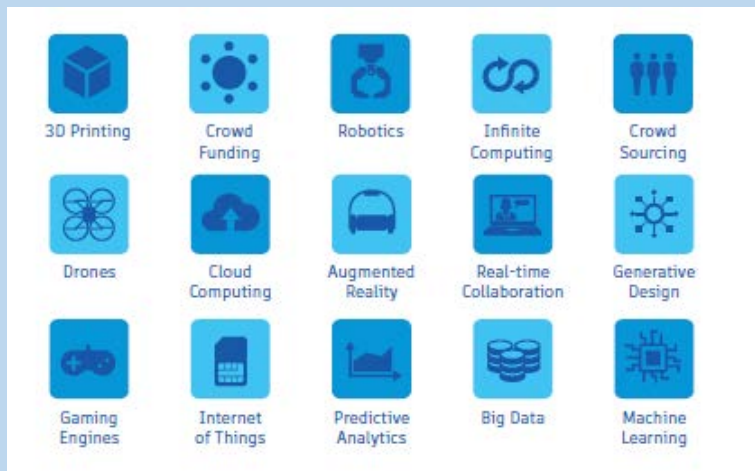 3D Printing
Crowd
Funding
Robotics
Infinite
Computing
Crowd
Sourcing
Drones
Cloud
Computing
Augmented
Reality
Real-time
Collaboration
Generative
Design
Gaming
Engines
Internet
of Things
Predictive
Analytics
Big Data
Machine
Learning